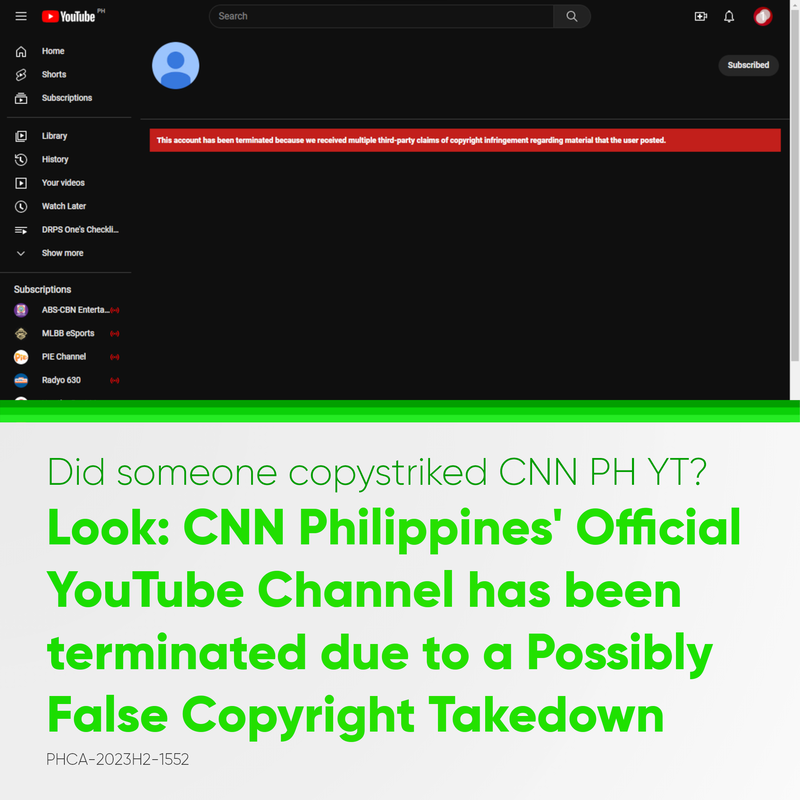 YouTube PH
Search
Home
Shorts
Subscriptions
Subscribed
Library
This account has been terminated because we received multiple third-party claims of copyright infringement regarding material that the user posted.
History
Your videos
Watch Later
DRPS One's Checkli...
Show more
Subscriptions
ABS-CBN Enterta...
MLBB eSports
PIE Channel
Radyo 630
Did someone copystriked CNN PH YT?
Look: CNN Philippines' Official
YouTube Channel has been
terminated due to a Possibly
False Copyright Takedown
PHCA-2023H2-1552